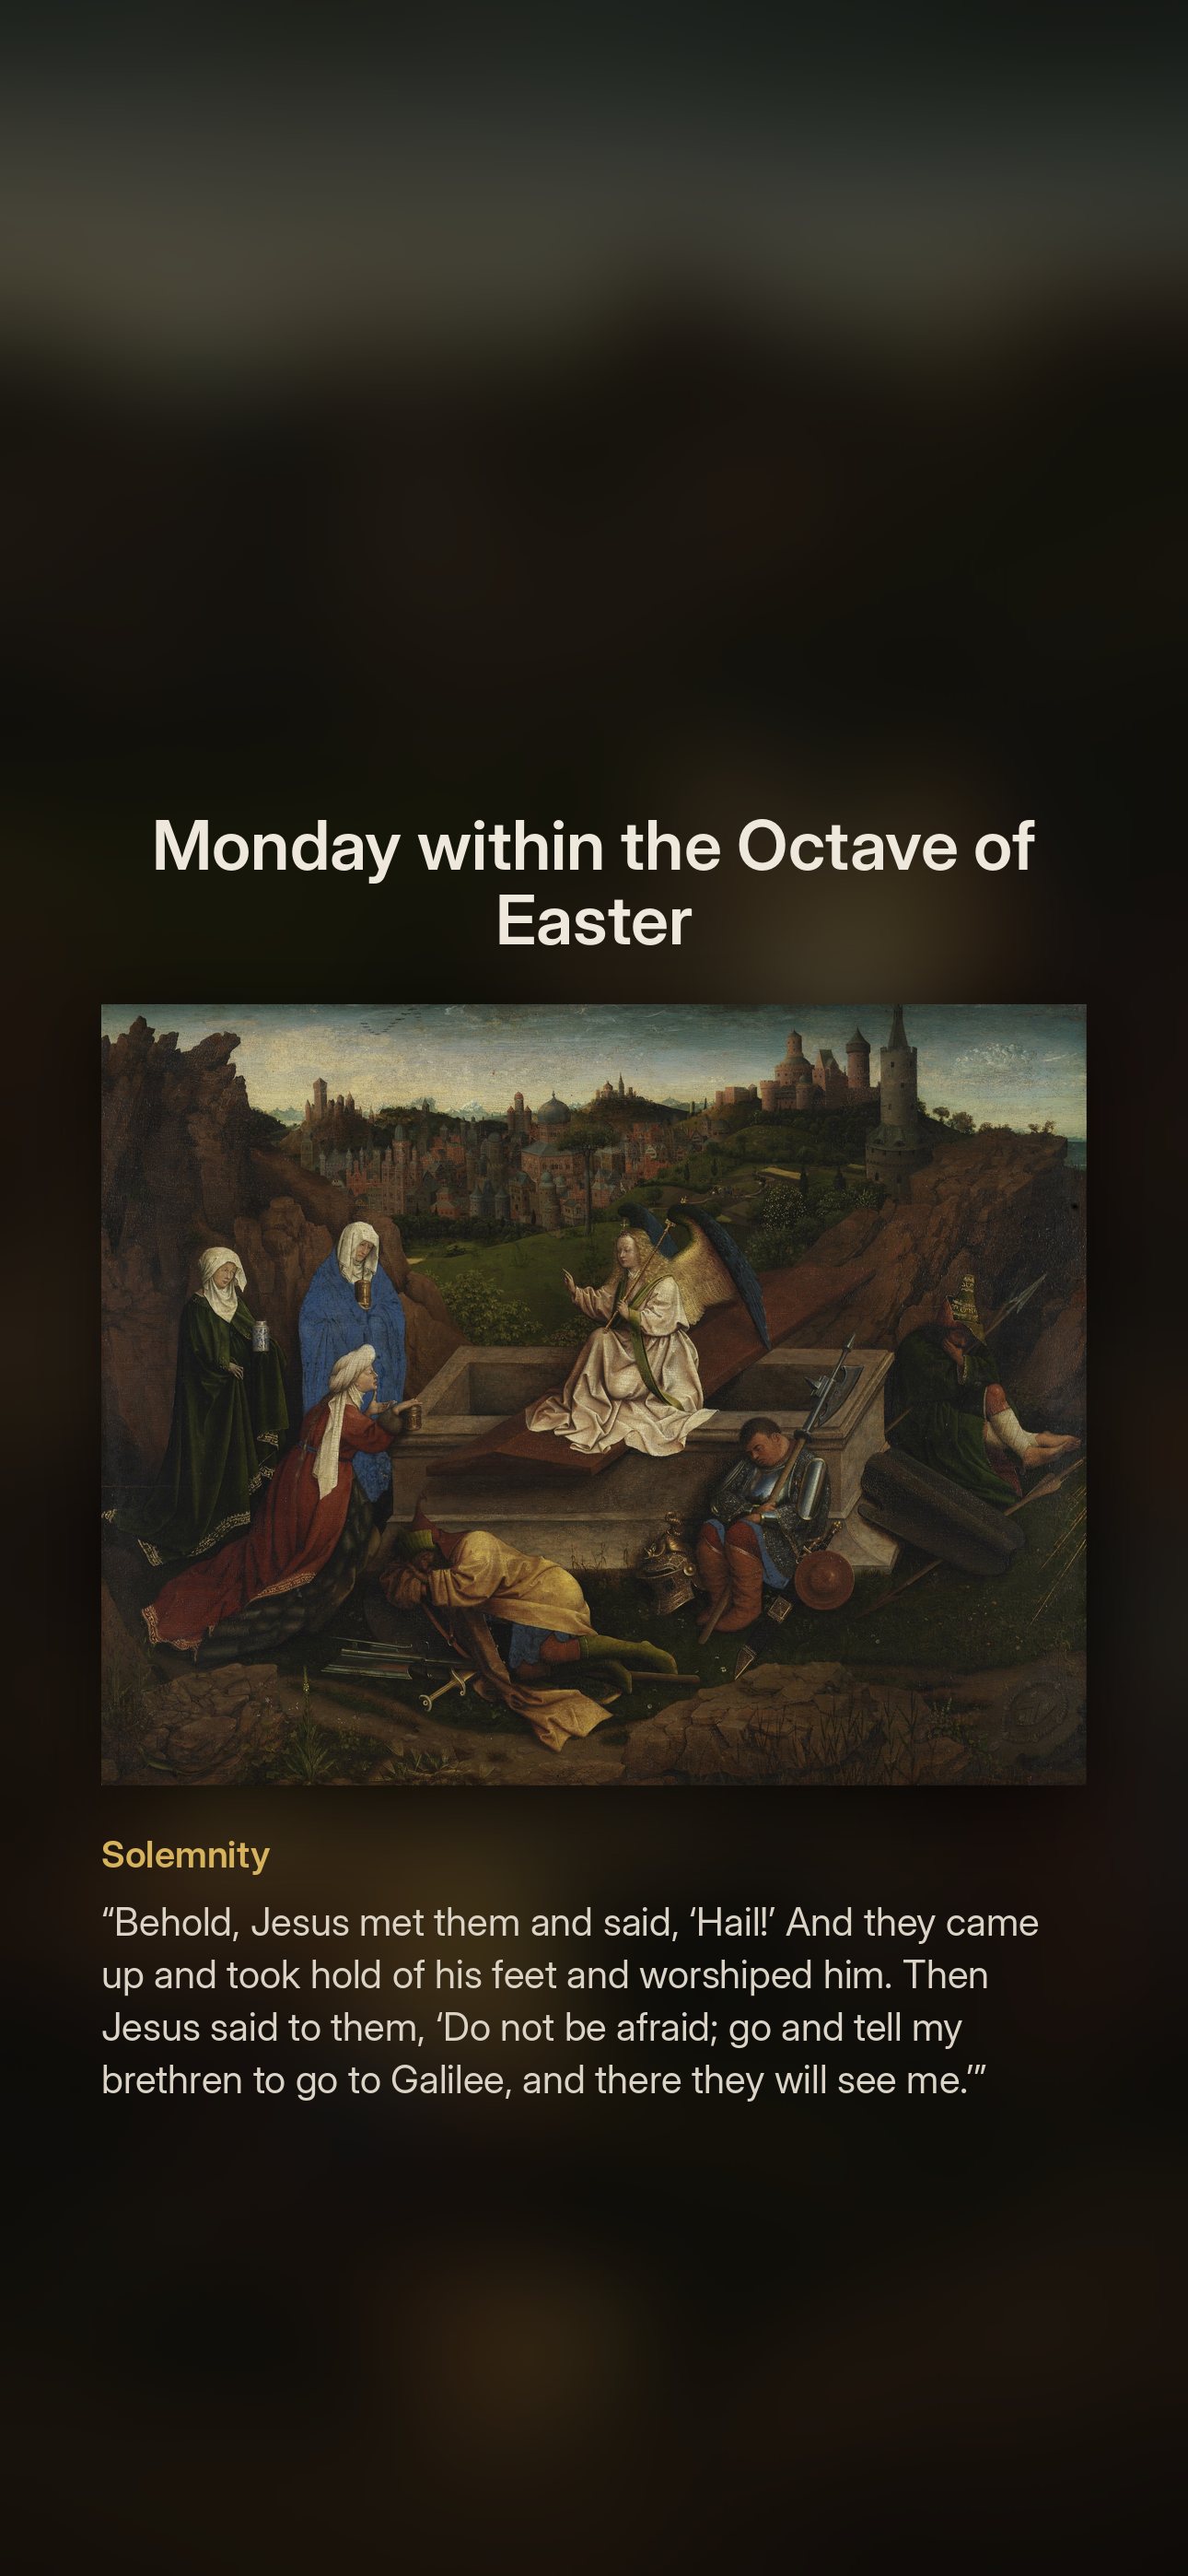 Monday within the Octave of
Easter
Solemnity
“Behold, Jesus met them and said, ‘Hail!’ And they came
up and took hold of his feet and worshiped him. Then
Jesus said to them, ‘Do not be afraid; go and tell my
brethren to go to Galilee, and there they will see me.’”